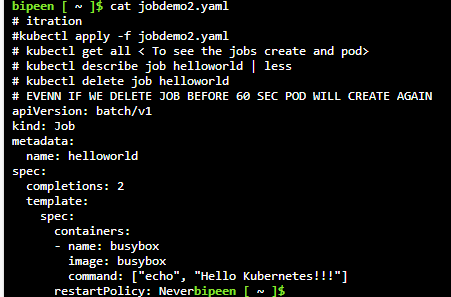 bipeen [ ~ ]$ cat jobdemo2.yaml
# itration
#kubectl apply -f jobdemo2.yaml
# kubectl get all < To see the jobs create and pod>
# kubectl describe job helloworld | less
# kubectl delete job helloworld
# EVENN IF WE DELETE JOB BEFORE 60 SEC POD WILL CREATE AGAIN
apiVersion: batch/v1
kind: Job
metadata:
  name: helloworld
spec:
  completions: 2
  template:
    spec:
      containers:
      - name: busybox
        image: busybox
        command: ["echo", "Hello Kubernetes!!!"]
      restartPolicy: Neverbipeen [ ~ ]$